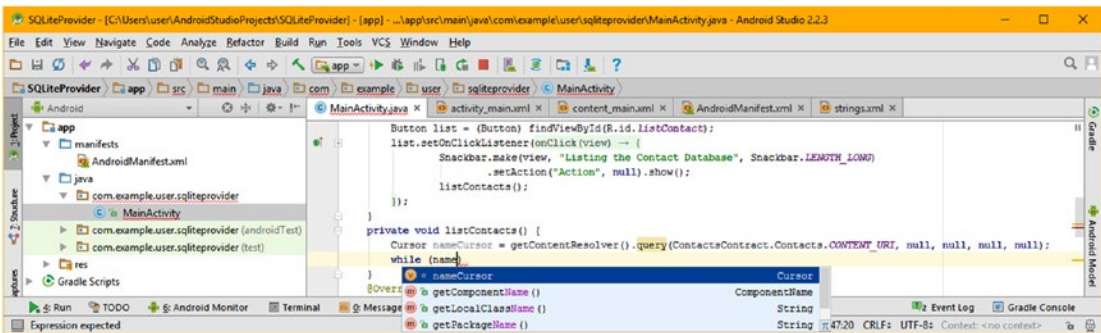 SQLiteProvider - [C:\Users\user\AndroidStudioProjects\SQLiteProvider] - [app] - ...\app\src\main\java\com\example\user\sqliteprovider\MainActivity.java - Android Studio 2.2.3
File Edit View Navigate Code Analyze Refactor Build Run Tools VCS Window Help
app
SQLiteProvider app src main java com example user sqliteprovider MainActivity
Android
MainActivity.java activity_main.xml content_main.xml AndroidManifest.xml strings.xml
1: Project
Z: Structure
Captures
app
manifests
AndroidManifest.xml
java
com.example.user.sqliteprovider
MainActivity
com.example.user.sqliteprovider (androidTest)
com.example.user.sqliteprovider (test)
res
Gradle Scripts
Button list = (Button) findViewById(R.id.listContact);
list.setOnClickListener(onClick(view) → {
Snackbar.make(view, "Listing the Contact Database", Snackbar.LENGTH_LONG)
.setAction("Action", null).show();
listContacts();
});
}
private void listContacts() {
Cursor nameCursor = getContentResolver().query(ContactsContract.Contacts.CONTENT_URI, null, null, null, null);
while (name)
}
@Overr
nameCursor Cursor
getComponentName() ComponentName
getLocalClassName() String
getPackageName() String
Gradle
Android Model
4: Run TODO 6: Android Monitor Terminal 0: Message
2 Event Log Gradle Console
Expression expected
47:20 CRLF÷ UTF-8÷ Context: <no context>